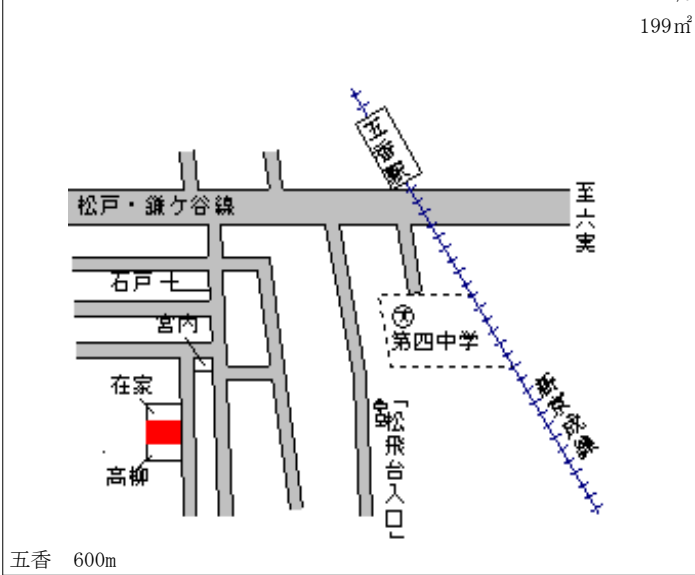 199㎡
五香駅
松戸・鎌ケ谷線
至六実
石戸
宮内
第四中学
在家
高柳
「松飛台入口」
新京成線
五香　600m